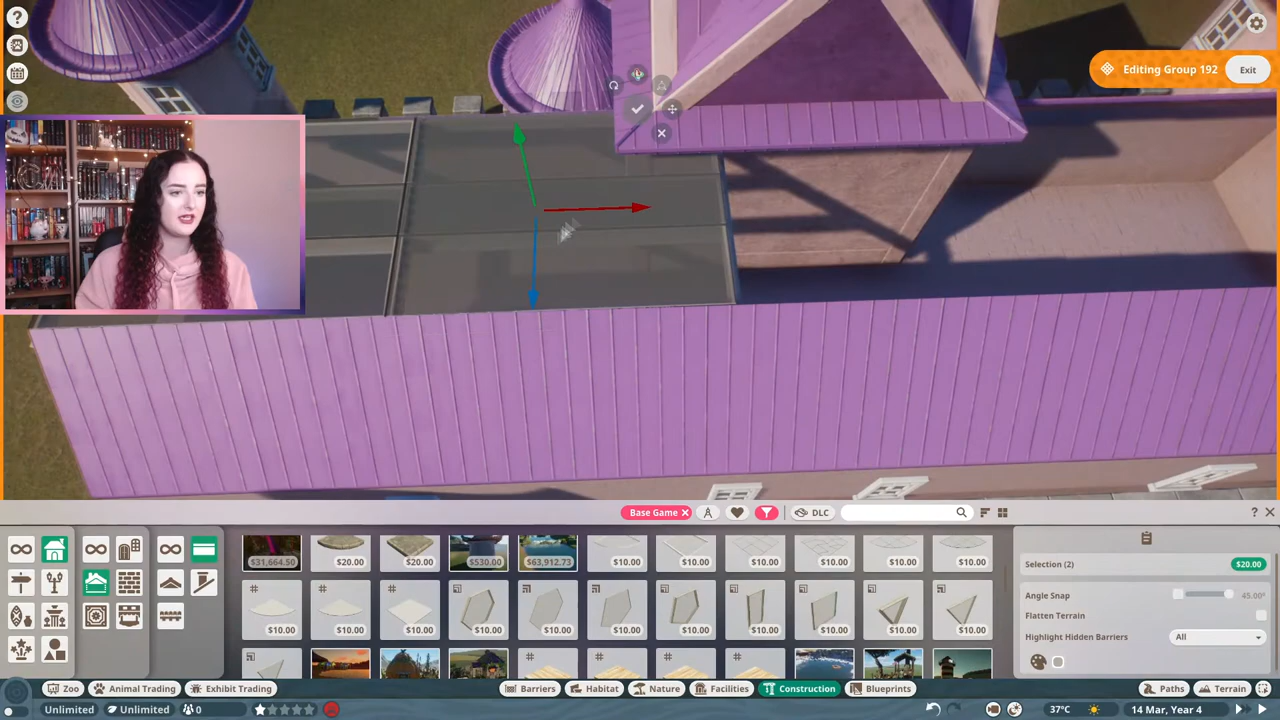 Editing Group 192
Exit
Base Game ×
DLC
?
$31,664.50 $20.00 $20.00 $530.00 $63,912.73 $10.00 $10.00 $10.00 $10.00 $10.00 $10.00
$10.00 $10.00 $10.00 $10.00 $10.00 $10.00 $10.00 $10.00 $10.00 $10.00 $10.00
Selection (2) $20.00
Angle Snap 45.00°
Flatten Terrain
Highlight Hidden Barriers All
Zoo Animal Trading Exhibit Trading Barriers Habitat Nature Facilities Construction Blueprints Paths Terrain
Unlimited Unlimited 0 37°C 14 Mar, Year 4